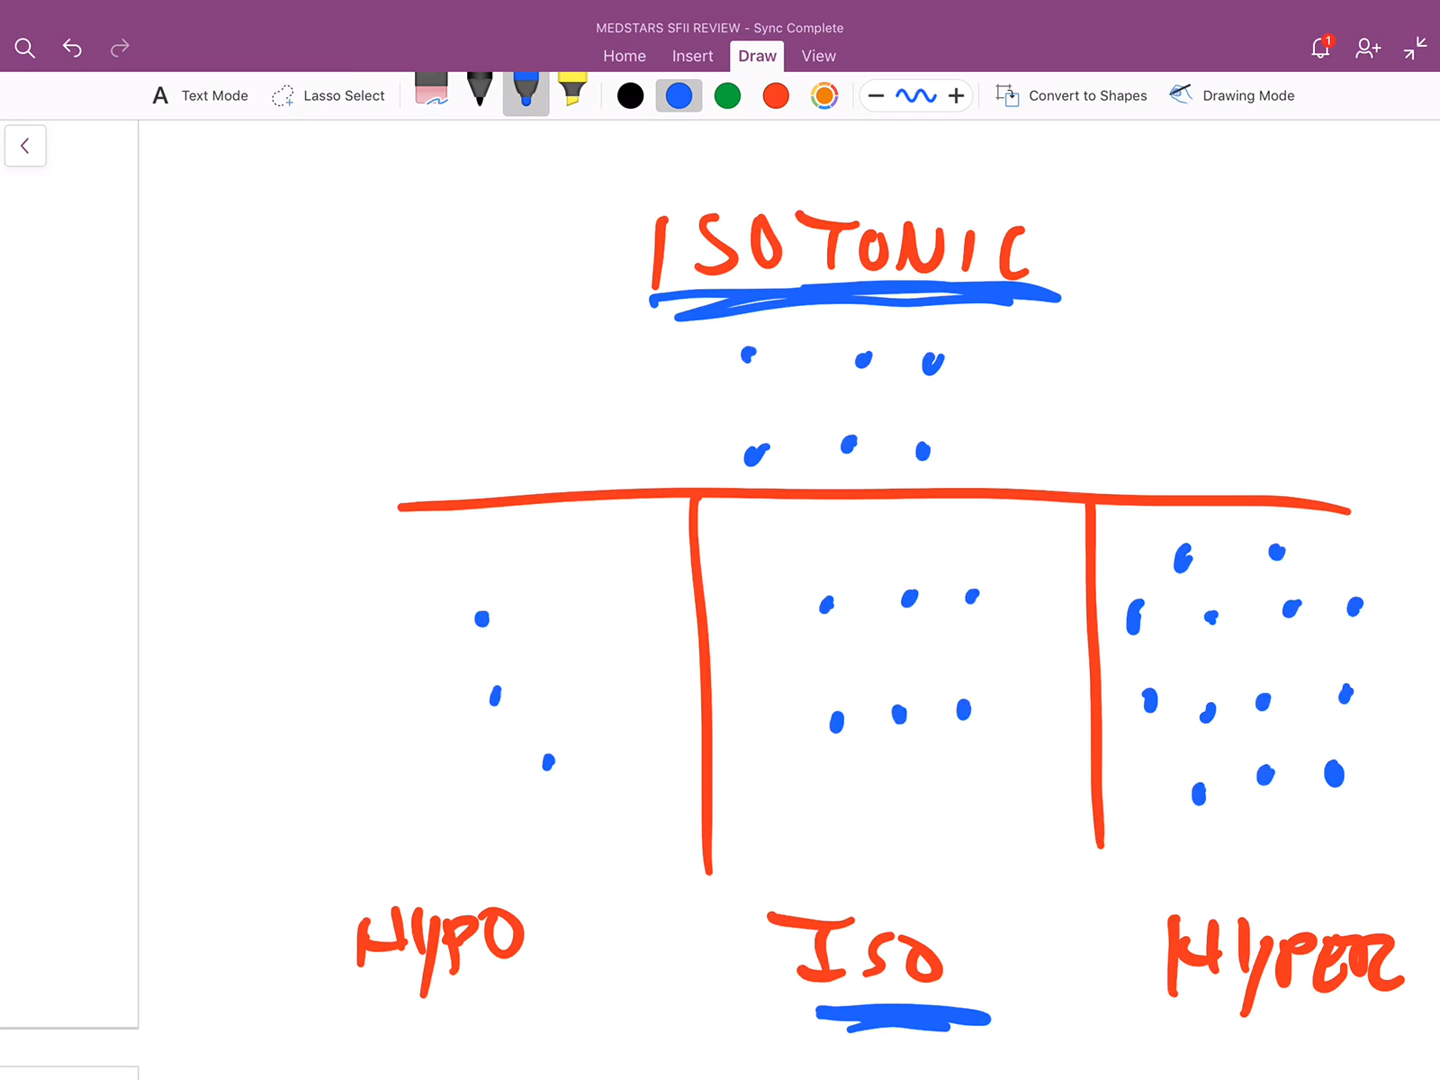 MEDSTARS SFII REVIEW - Sync Complete
Home Insert Draw View
1
A Text Mode Lasso Select Convert to Shapes Drawing Mode
ISOTONIC
HYPO ISO HYPER